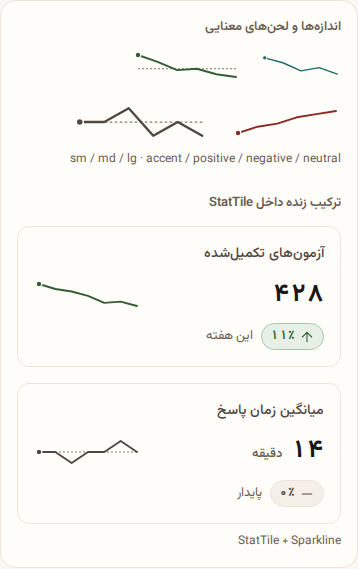 اندازه‌ها و لحن‌های معنایی
sm / md / lg · accent / positive / negative / neutral
ترکیب زنده داخل StatTile
آزمون‌های تکمیل‌شده
۴۲۸
۱۱٪ این هفته
میانگین زمان پاسخ
۱۴ دقیقه
— ۰٪ پایدار
StatTile + Sparkline